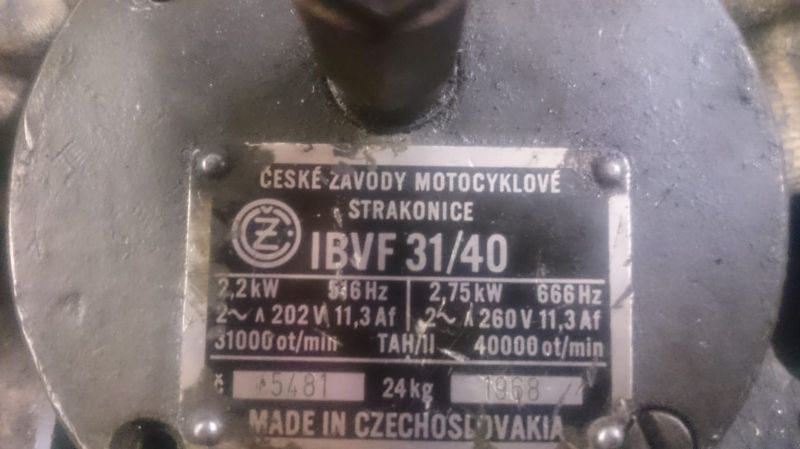 ČESKÉ ZÁVODY MOTOCYKLOVÉ
STRAKONICE
ČZ IBVF 31/40
2,2 kW 516 Hz 2,75 kW 666 Hz
2~ ⅄ 202 V 11,3 Af 2~ ⅄ 260 V 11,3 Af
31000 ot/min TAH/II 40000 ot/min
č 5481 24 kg 1968
MADE IN CZECHOSLOVAKIA